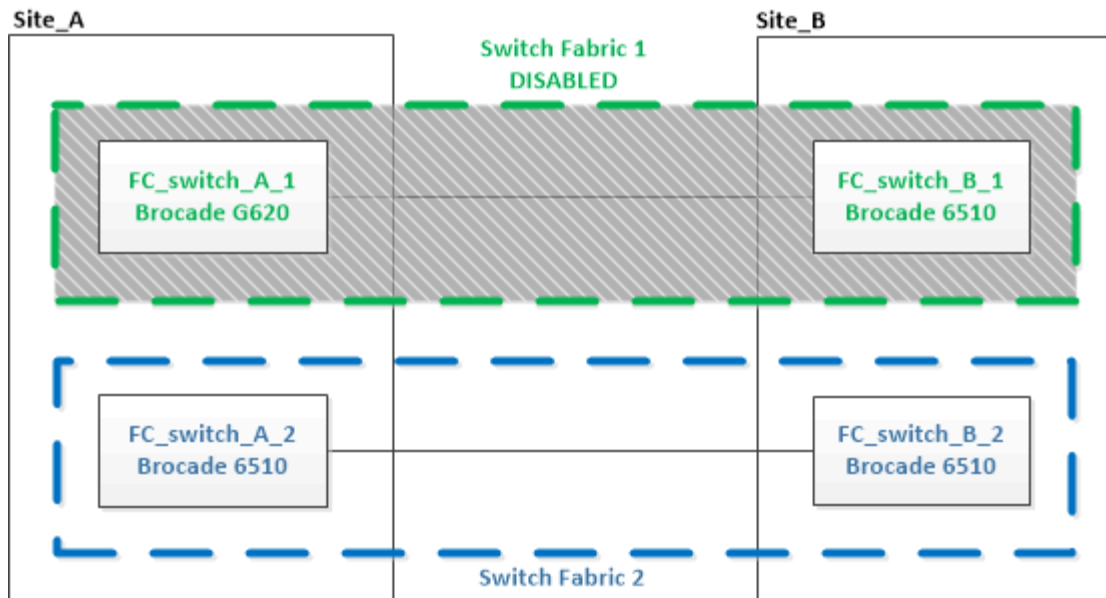 Site_A
Site_B
Switch Fabric 1
DISABLED
FC_switch_A_1
Brocade G620
FC_switch_B_1
Brocade 6510
FC_switch_A_2
Brocade 6510
FC_switch_B_2
Brocade 6510
Switch Fabric 2